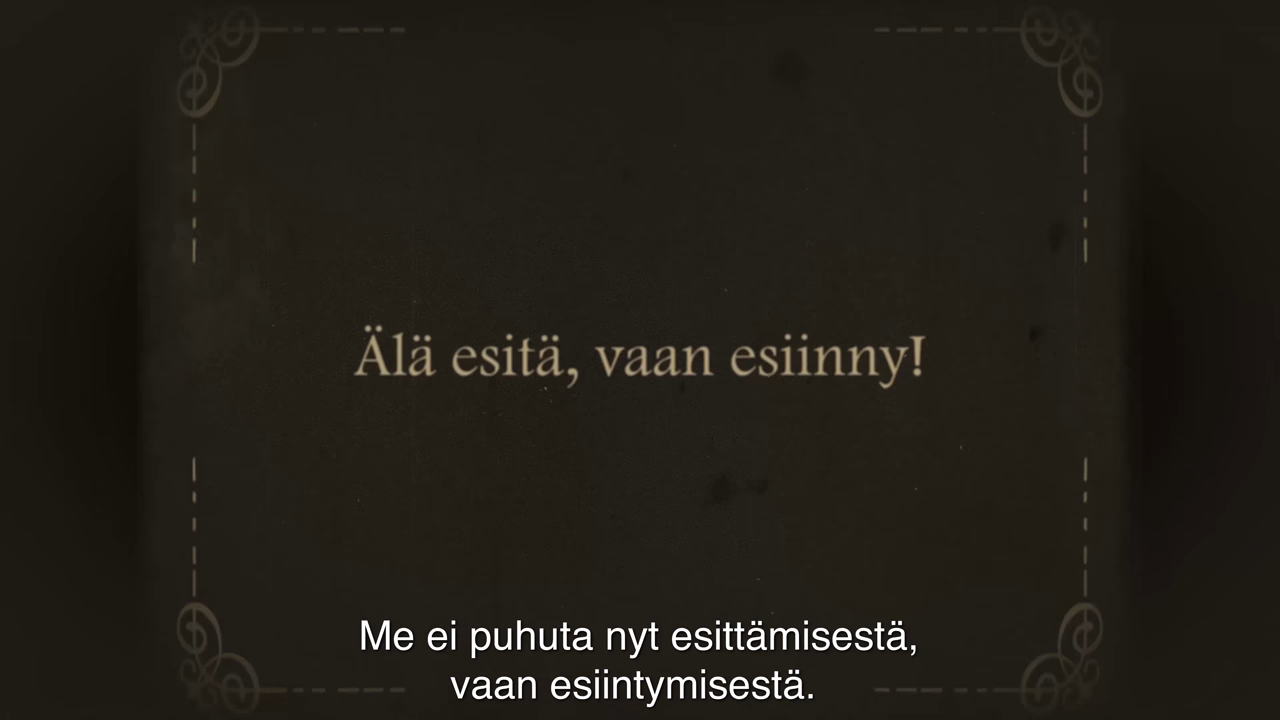 Älä esitä, vaan esiinny!
Me ei puhuta nyt esittämisestä,
vaan esiintymisestä.